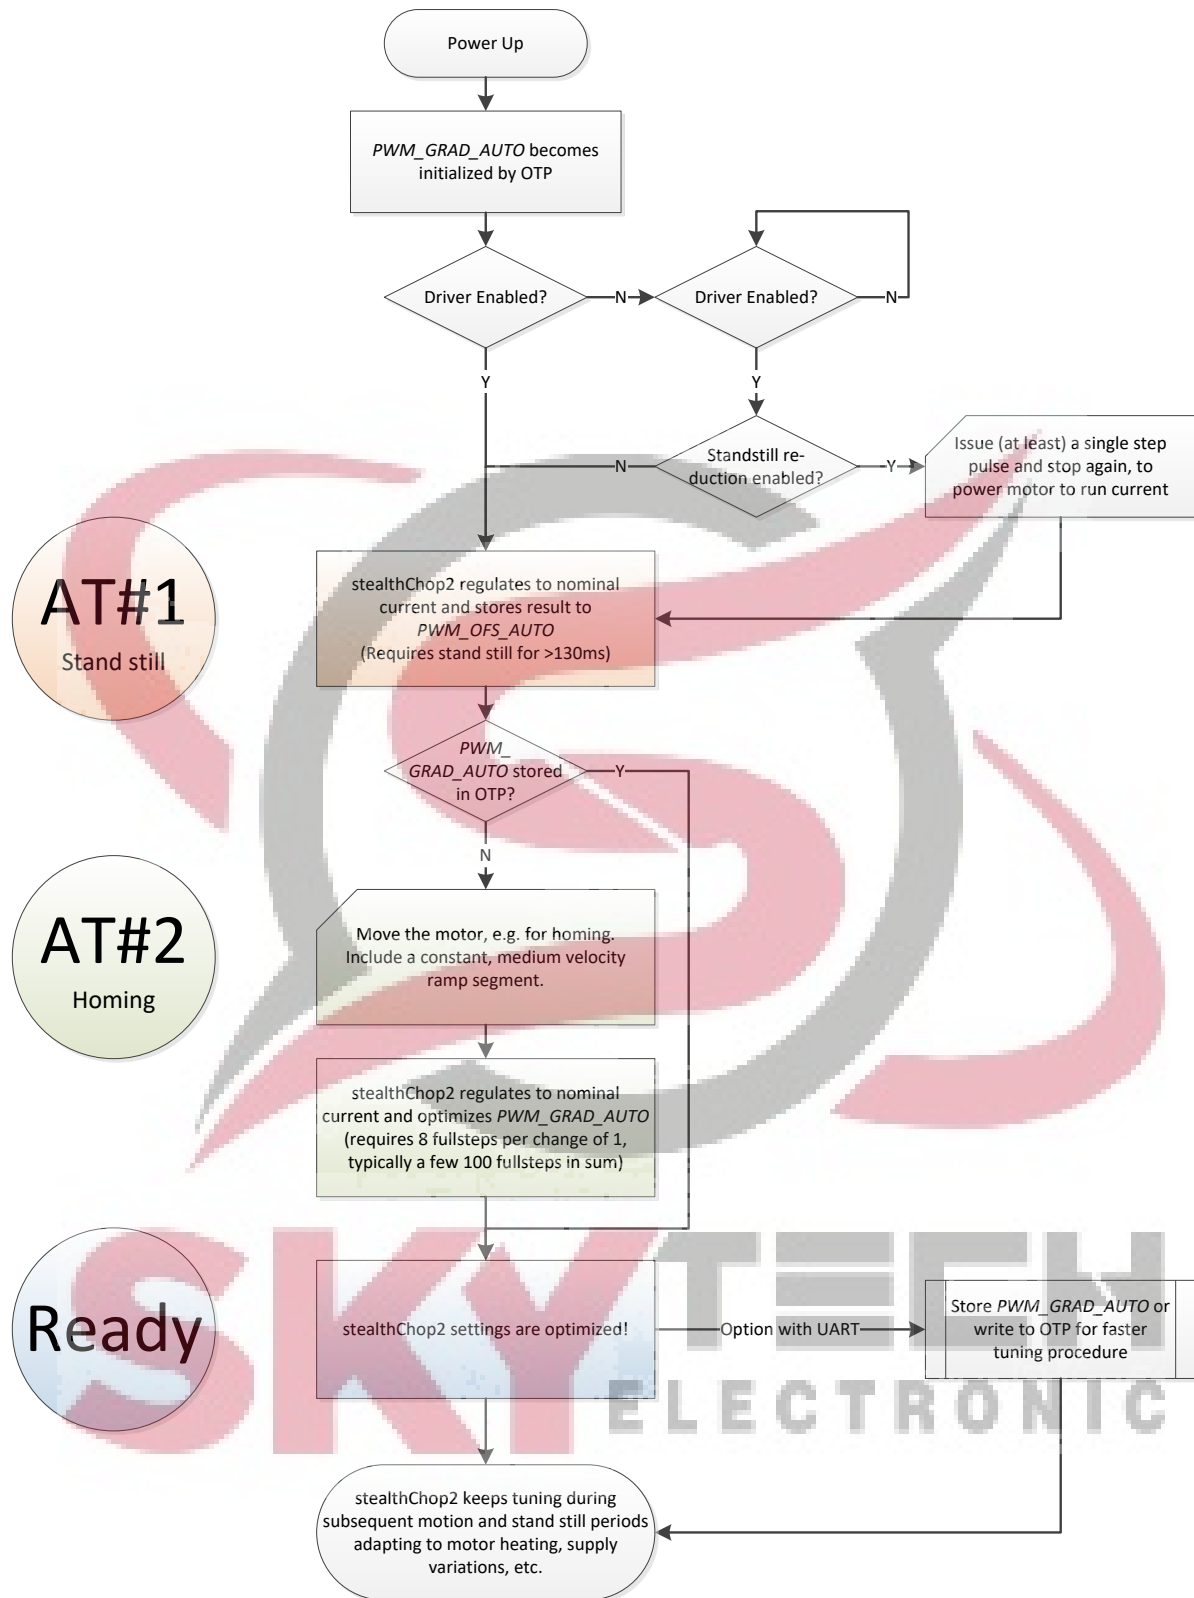 Power Up
PWM_GRAD_AUTO becomes
initialized by OTP
Driver Enabled?
N
Driver Enabled?
N
Y
Y
Standstill re-
duction enabled?
N
Y
Issue (at least) a single step
pulse and stop again, to
power motor to run current
AT#1
Stand still
stealthChop2 regulates to nominal
current and stores result to
PWM_OFS_AUTO
(Requires stand still for >130ms)
PWM_
GRAD_AUTO stored
in OTP?
Y
N
AT#2
Homing
Move the motor, e.g. for homing.
Include a constant, medium velocity
ramp segment.
stealthChop2 regulates to nominal
current and optimizes PWM_GRAD_AUTO
(requires 8 fullsteps per change of 1,
typically a few 100 fullsteps in sum)
Ready
stealthChop2 settings are optimized!
Option with UART
Store PWM_GRAD_AUTO or
write to OTP for faster
tuning procedure
stealthChop2 keeps tuning during
subsequent motion and stand still periods
adapting to motor heating, supply
variations, etc.
SKYTECH
ELECTRONIC